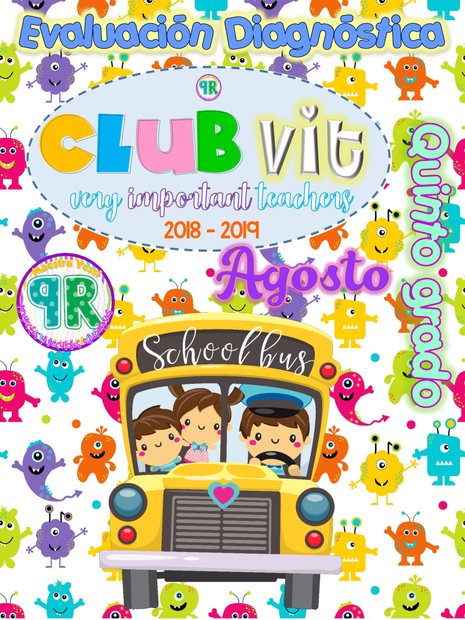 Evaluación Diagnóstica
PR
CLUB vit
very important teachers
2018 - 2019
Quinto grado
Agosto
PR
School bus